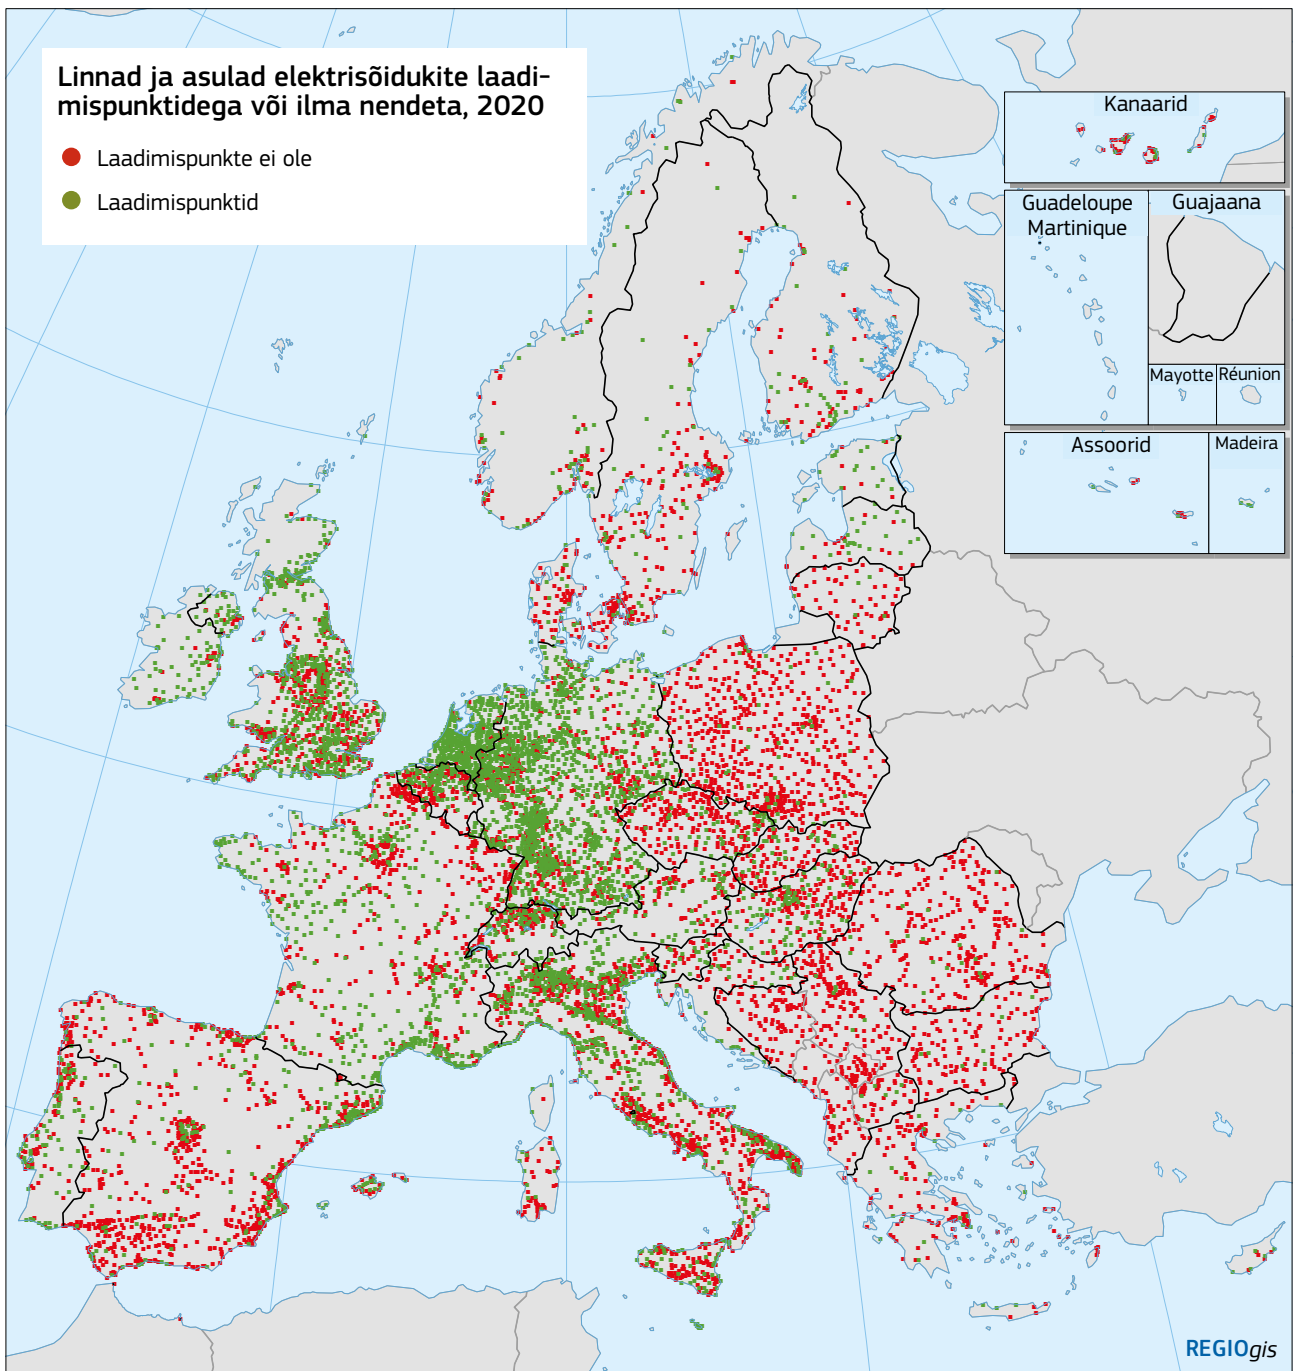 Linnad ja asulad elektrisõidukite laadi-
mispunktidega või ilma nendeta, 2020
Laadimispunkte ei ole
Laadimispunktid
Kanaarid
Guadeloupe
Martinique
Guajaana
Mayotte
Réunion
Assoorid
Madeira
REGIOgis